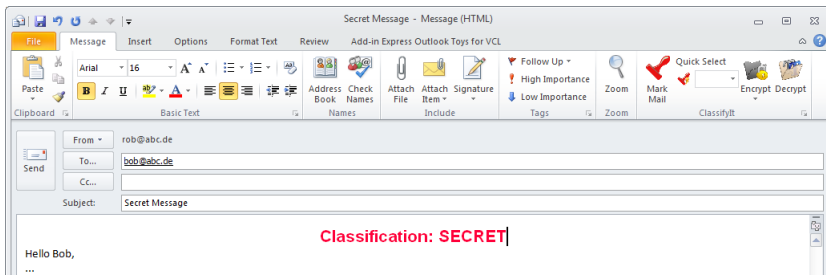 Secret Message - Message (HTML)
File Message Insert Options Format Text Review Add-in Express Outlook Toys for VCL
Paste
Clipboard
Arial 16
B I U
Basic Text
Address Book
Check Names
Names
Attach File
Attach Item
Signature
Include
Follow Up
High Importance
Low Importance
Tags
Zoom
Zoom
Mark Mail
Quick Select
Encrypt Decrypt
ClassifyIt
Send
From rob@abc.de
To... bob@abc.de
Cc...
Subject: Secret Message
Classification: SECRET
Hello Bob,
...